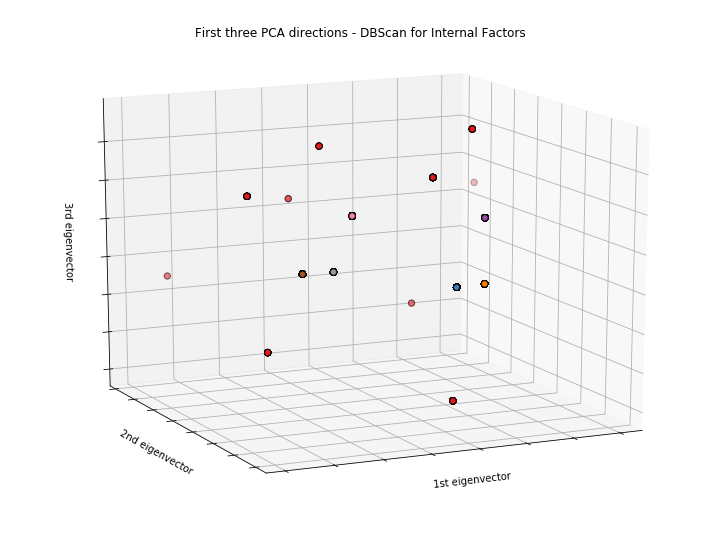 First three PCA directions - DBScan for Internal Factors
3rd eigenvector
2nd eigenvector
1st eigenvector